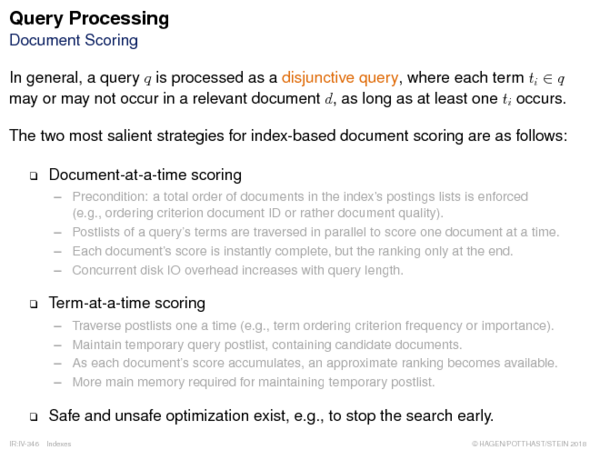 Query Processing
Document Scoring
In general, a query q is processed as a disjunctive query, where each term tᵢ ∈ q
may or may not occur in a relevant document d, as long as at least one tᵢ occurs.
The two most salient strategies for index-based document scoring are as follows:
❑ Document-at-a-time scoring
– Precondition: a total order of documents in the index's postings lists is enforced
(e.g., ordering criterion document ID or rather document quality).
– Postlists of a query's terms are traversed in parallel to score one document at a time.
– Each document's score is instantly complete, but the ranking only at the end.
– Concurrent disk IO overhead increases with query length.
❑ Term-at-a-time scoring
– Traverse postlists one a time (e.g., term ordering criterion frequency or importance).
– Maintain temporary query postlist, containing candidate documents.
– As each document's score accumulates, an approximate ranking becomes available.
– More main memory required for maintaining temporary postlist.
❑ Safe and unsafe optimization exist, e.g., to stop the search early.
IR:IV-346 Indexes © HAGEN/POTTHAST/STEIN 2018